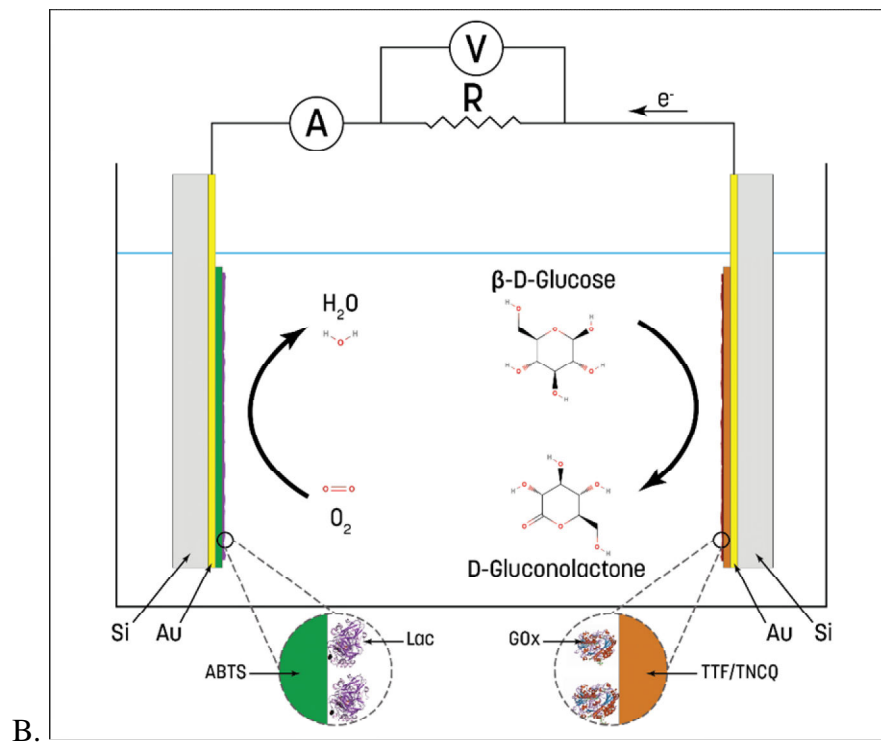 V
R
A
e-
β-D-Glucose
H₂O
H H
O
H O
O
H
O
H
O
H
O
H
O
H
O O
O₂
H
O
H O
O
H
O
O
O
H
D-Gluconolactone
Si Au
Au Si
Lac
GOx
ABTS
TTF/TNCQ
B.